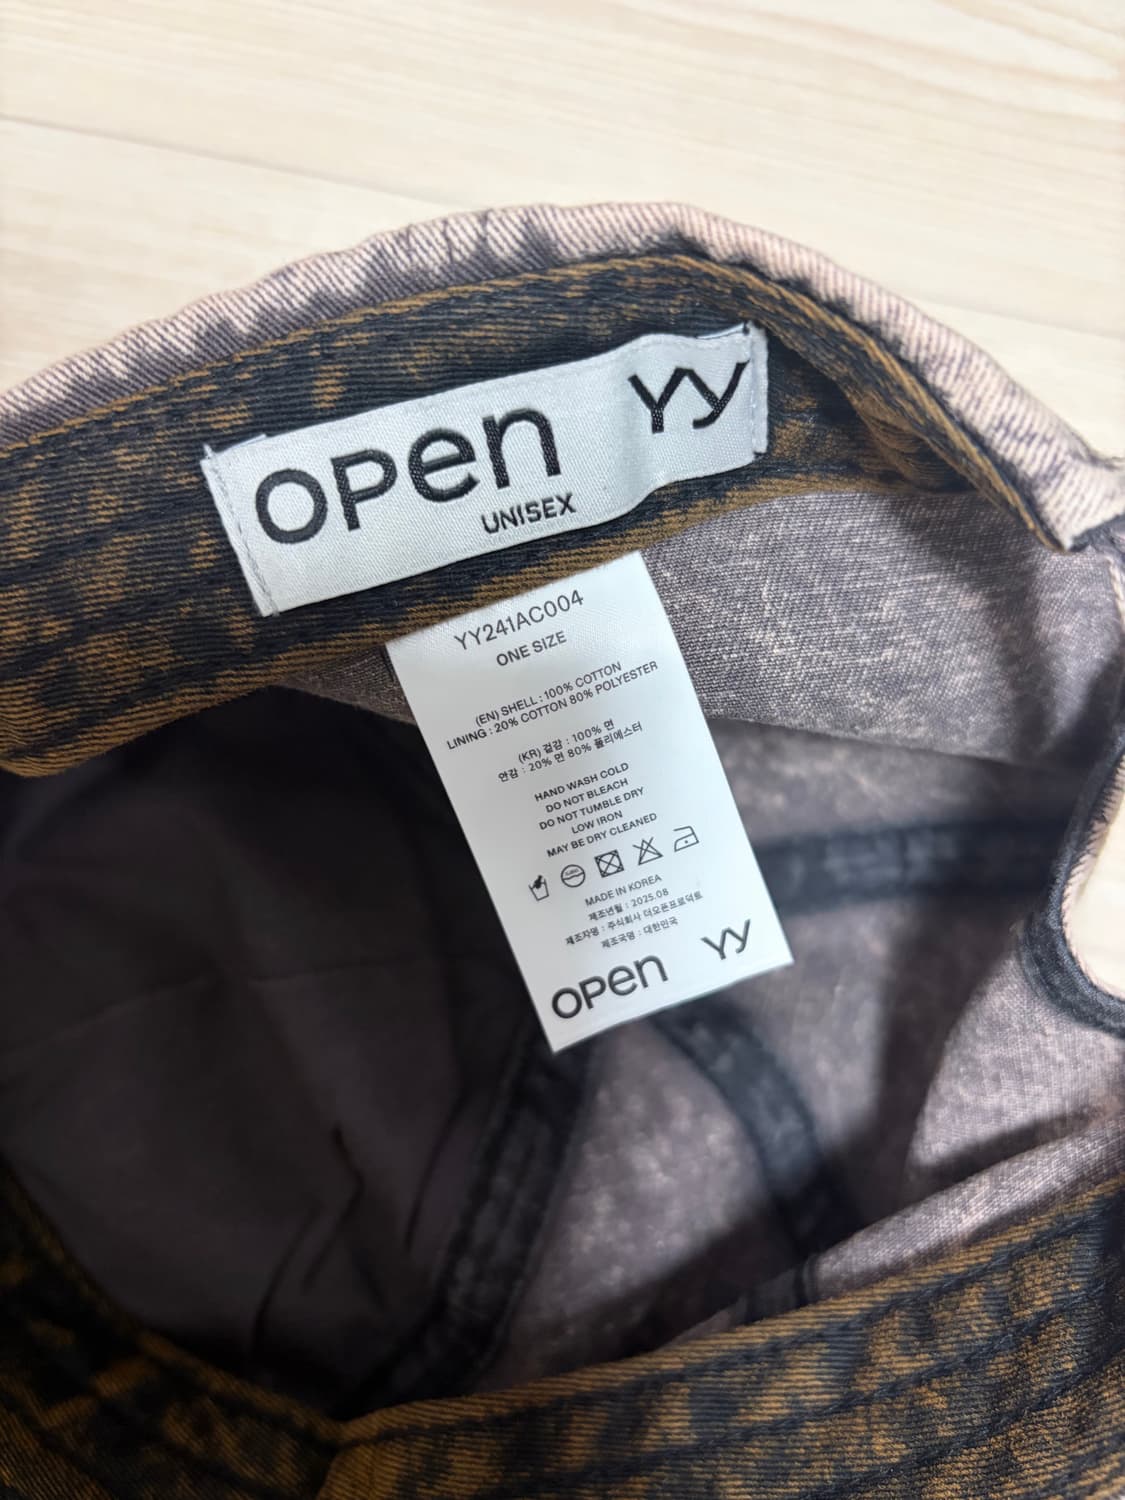 OPEN YY
UNISEX
YY241AC004
ONE SIZE
(EN) SHELL : 100% COTTON
LINING : 20% COTTON 80% POLYESTER
(KR) 겉감 : 100% 면
안감 : 20% 면 80% 폴리에스터
HAND WASH COLD
DO NOT BLEACH
DO NOT TUMBLE DRY
LOW IRON
MAY BE DRY CLEANED
MADE IN KOREA
제조년월 : 2025.08
제조자명 : 주식회사 더오픈프로덕트
제조국명 : 대한민국
OPEN YY